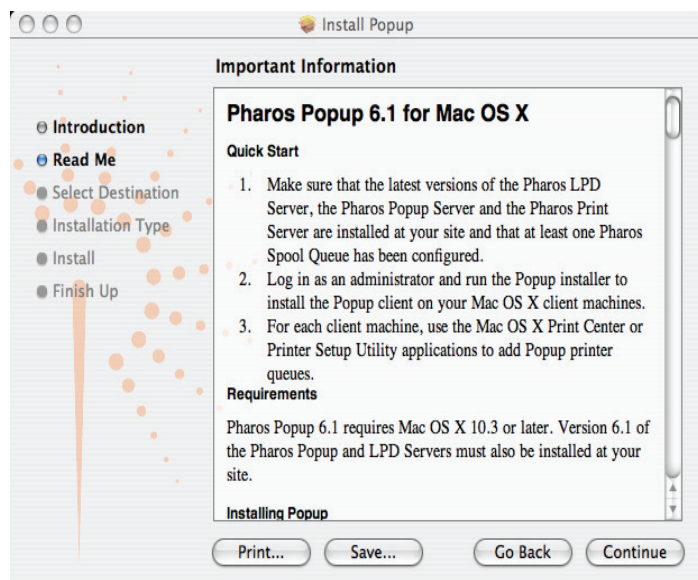 Install Popup
Important Information
Introduction
Read Me
Select Destination
Installation Type
Install
Finish Up
Pharos Popup 6.1 for Mac OS X
Quick Start
1. Make sure that the latest versions of the Pharos LPD
Server, the Pharos Popup Server and the Pharos Print
Server are installed at your site and that at least one Pharos
Spool Queue has been configured.
2. Log in as an administrator and run the Popup installer to
install the Popup client on your Mac OS X client machines.
3. For each client machine, use the Mac OS X Print Center or
Printer Setup Utility applications to add Popup printer
queues.
Requirements
Pharos Popup 6.1 requires Mac OS X 10.3 or later. Version 6.1 of
the Pharos Popup and LPD Servers must also be installed at your
site.
Installing Popup
Print... Save... Go Back Continue